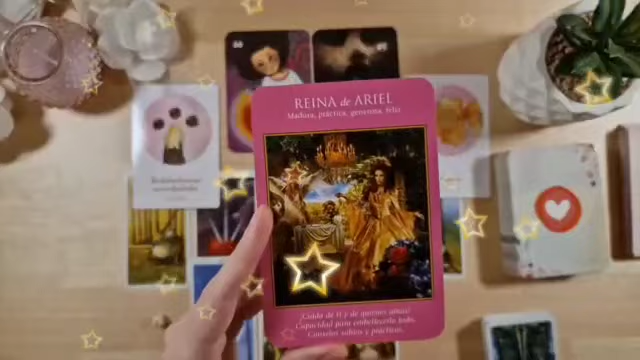 REINA de ARIEL
Madura, práctica, generosa, feliz
¡Cuida de ti y de quienes amas!
Capacidad para embellecerlo todo.
Consejos sabios y prácticos.